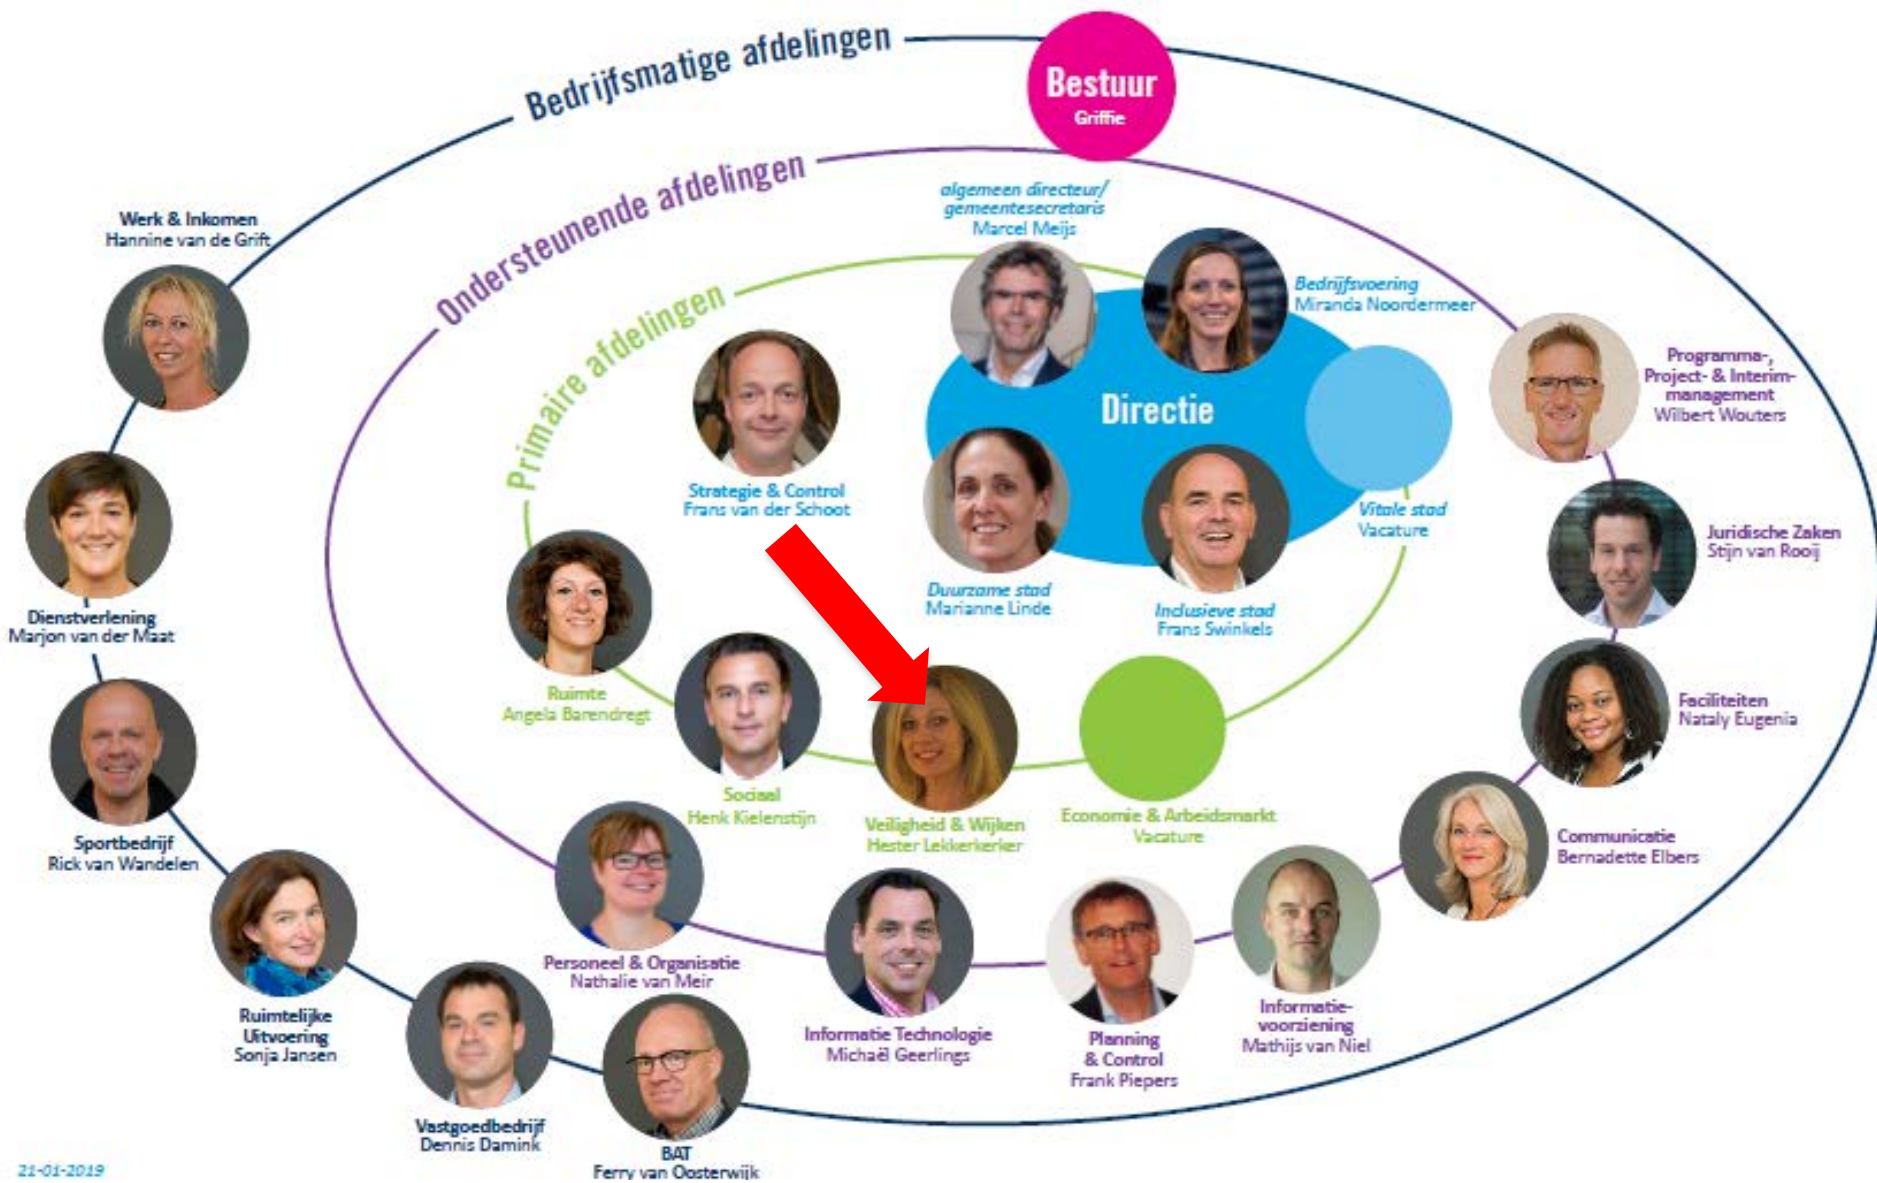 Bedrijfsmatige afdelingen
Bestuur
Griffie
Ondersteunende afdelingen
algemeen directeur/
gemeentesecretaris
Marcel Meijs
Werk & Inkomen
Hannine van de Grift
Primaire afdelingen
Bedrijfsvoering
Miranda Noordermeer
Programma-,
Project- & Interim-
management
Wilbert Wouters
Directie
Strategie & Control
Frans van der Schoot
Vitale stad
Vacature
Juridische Zaken
Stijn van Rooij
Duurzame stad
Marianne Linde
Inclusieve stad
Frans Swinkels
Dienstverlening
Marjon van der Maat
Ruimte
Angela Barendregt
Faciliteiten
Nataly Eugenia
Sociaal
Henk Kielenstijn
Veiligheid & Wijken
Hester Lekkerkerker
Economie & Arbeidsmarkt
Vacature
Sportbedrijf
Rick van Wandelen
Communicatie
Bernadette Elbers
Personeel & Organisatie
Nathalie van Meir
Informatie Technologie
Michaël Geerlings
Planning
& Control
Frank Piepers
Informatie-
voorziening
Mathijs van Niel
Ruimtelijke
Uitvoering
Sonja Jansen
Vastgoedbedrijf
Dennis Damink
BAT
Ferry van Oosterwijk
21-01-2019